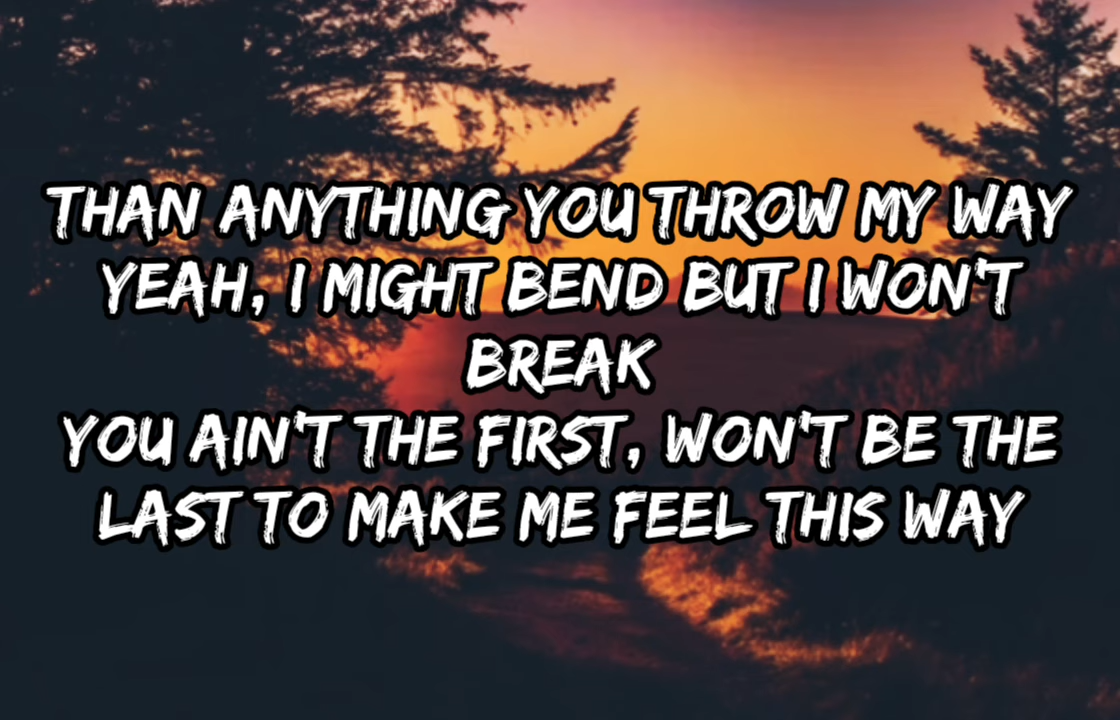 THAN ANYTHING YOU THROW MY WAY
YEAH, I MIGHT BEND BUT I WON'T
BREAK
YOU AIN'T THE FIRST, WON'T BE THE
LAST TO MAKE ME FEEL THIS WAY